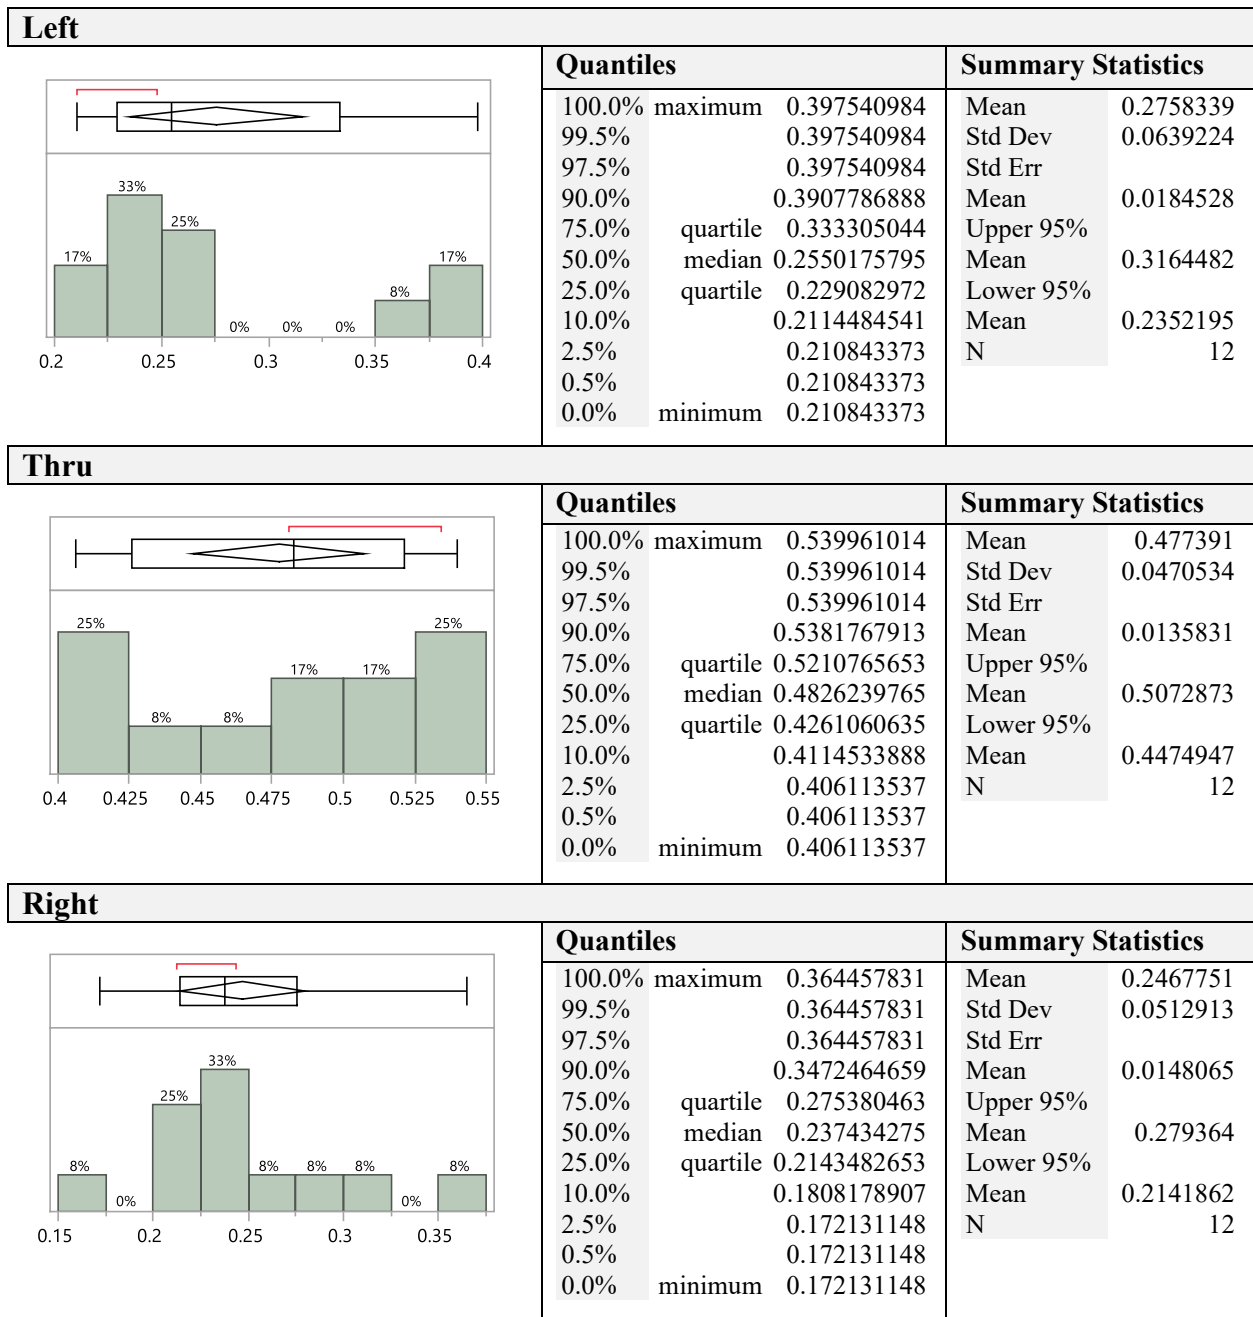 Left
Quantiles
Summary Statistics
33%
25%
17%
17%
8%
0%
0%
0%
0.2
0.25
0.3
0.35
0.4
100.0% maximum 0.397540984
99.5% 0.397540984
97.5% 0.397540984
90.0% 0.3907786888
75.0% quartile 0.333305044
50.0% median 0.2550175795
25.0% quartile 0.229082972
10.0% 0.2114484541
2.5% 0.210843373
0.5% 0.210843373
0.0% minimum 0.210843373
Mean 0.2758339
Std Dev 0.0639224
Std Err
Mean 0.0184528
Upper 95%
Mean 0.3164482
Lower 95%
Mean 0.2352195
N 12
Thru
Quantiles
Summary Statistics
25%
25%
17%
17%
8%
8%
0.4
0.425
0.45
0.475
0.5
0.525
0.55
100.0% maximum 0.539961014
99.5% 0.539961014
97.5% 0.539961014
90.0% 0.5381767913
75.0% quartile 0.5210765653
50.0% median 0.4826239765
25.0% quartile 0.4261060635
10.0% 0.4114533888
2.5% 0.406113537
0.5% 0.406113537
0.0% minimum 0.406113537
Mean 0.477391
Std Dev 0.0470534
Std Err
Mean 0.0135831
Upper 95%
Mean 0.5072873
Lower 95%
Mean 0.4474947
N 12
Right
Quantiles
Summary Statistics
33%
25%
8%
8%
8%
8%
8%
0%
0%
0.15
0.2
0.25
0.3
0.35
100.0% maximum 0.364457831
99.5% 0.364457831
97.5% 0.364457831
90.0% 0.3472464659
75.0% quartile 0.275380463
50.0% median 0.237434275
25.0% quartile 0.2143482653
10.0% 0.1808178907
2.5% 0.172131148
0.5% 0.172131148
0.0% minimum 0.172131148
Mean 0.2467751
Std Dev 0.0512913
Std Err
Mean 0.0148065
Upper 95%
Mean 0.279364
Lower 95%
Mean 0.2141862
N 12